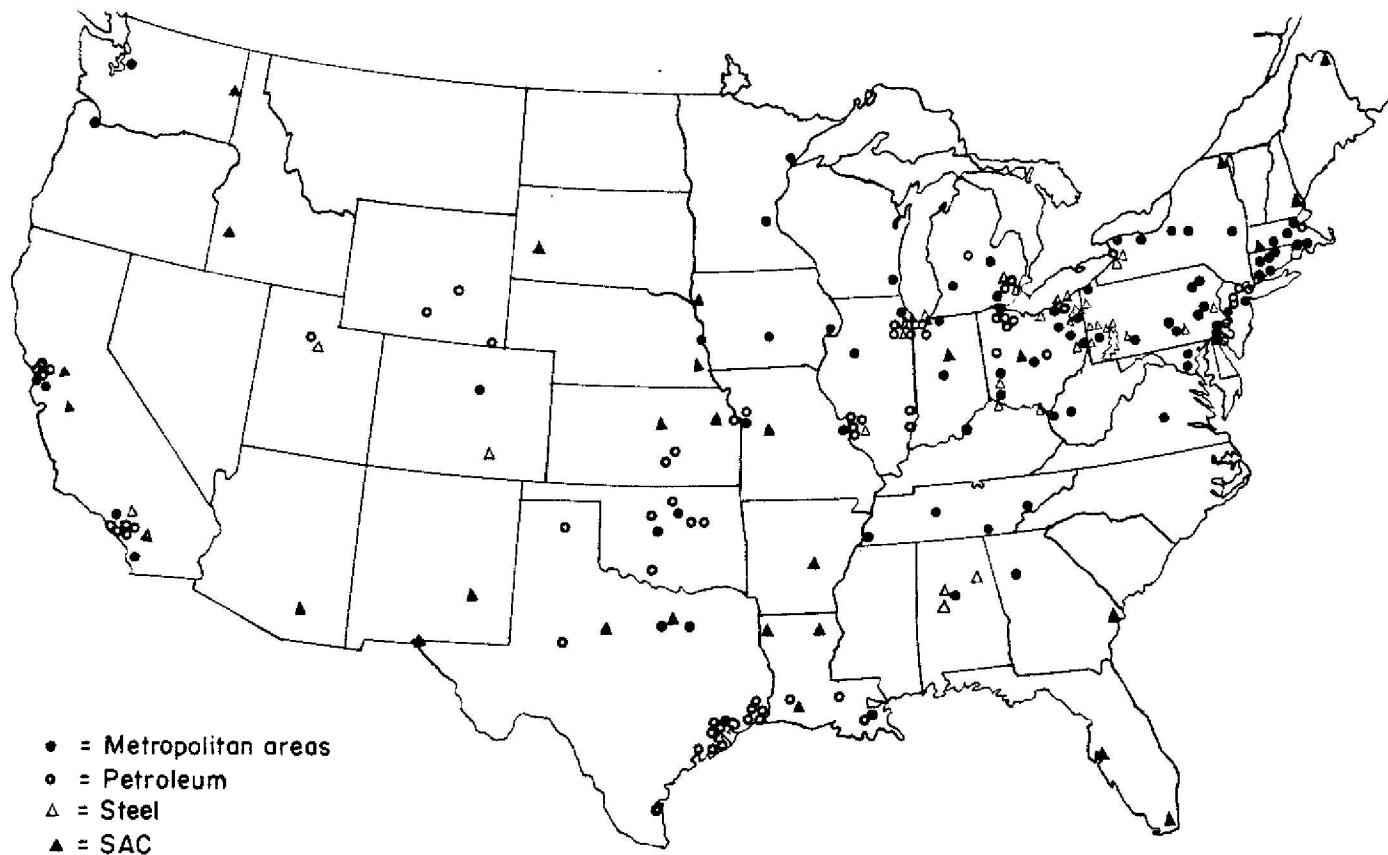 ● = Metropolitan areas
○ = Petroleum
△ = Steel
▲ = SAC